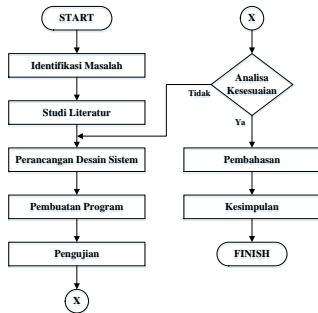 START
Identifikasi Masalah
Studi Literatur
Perancangan Desain Sistem
Pembuatan Program
Pengujian
X
X
Analisa
Kesesuaian
Tidak
Ya
Pembahasan
Kesimpulan
FINISH